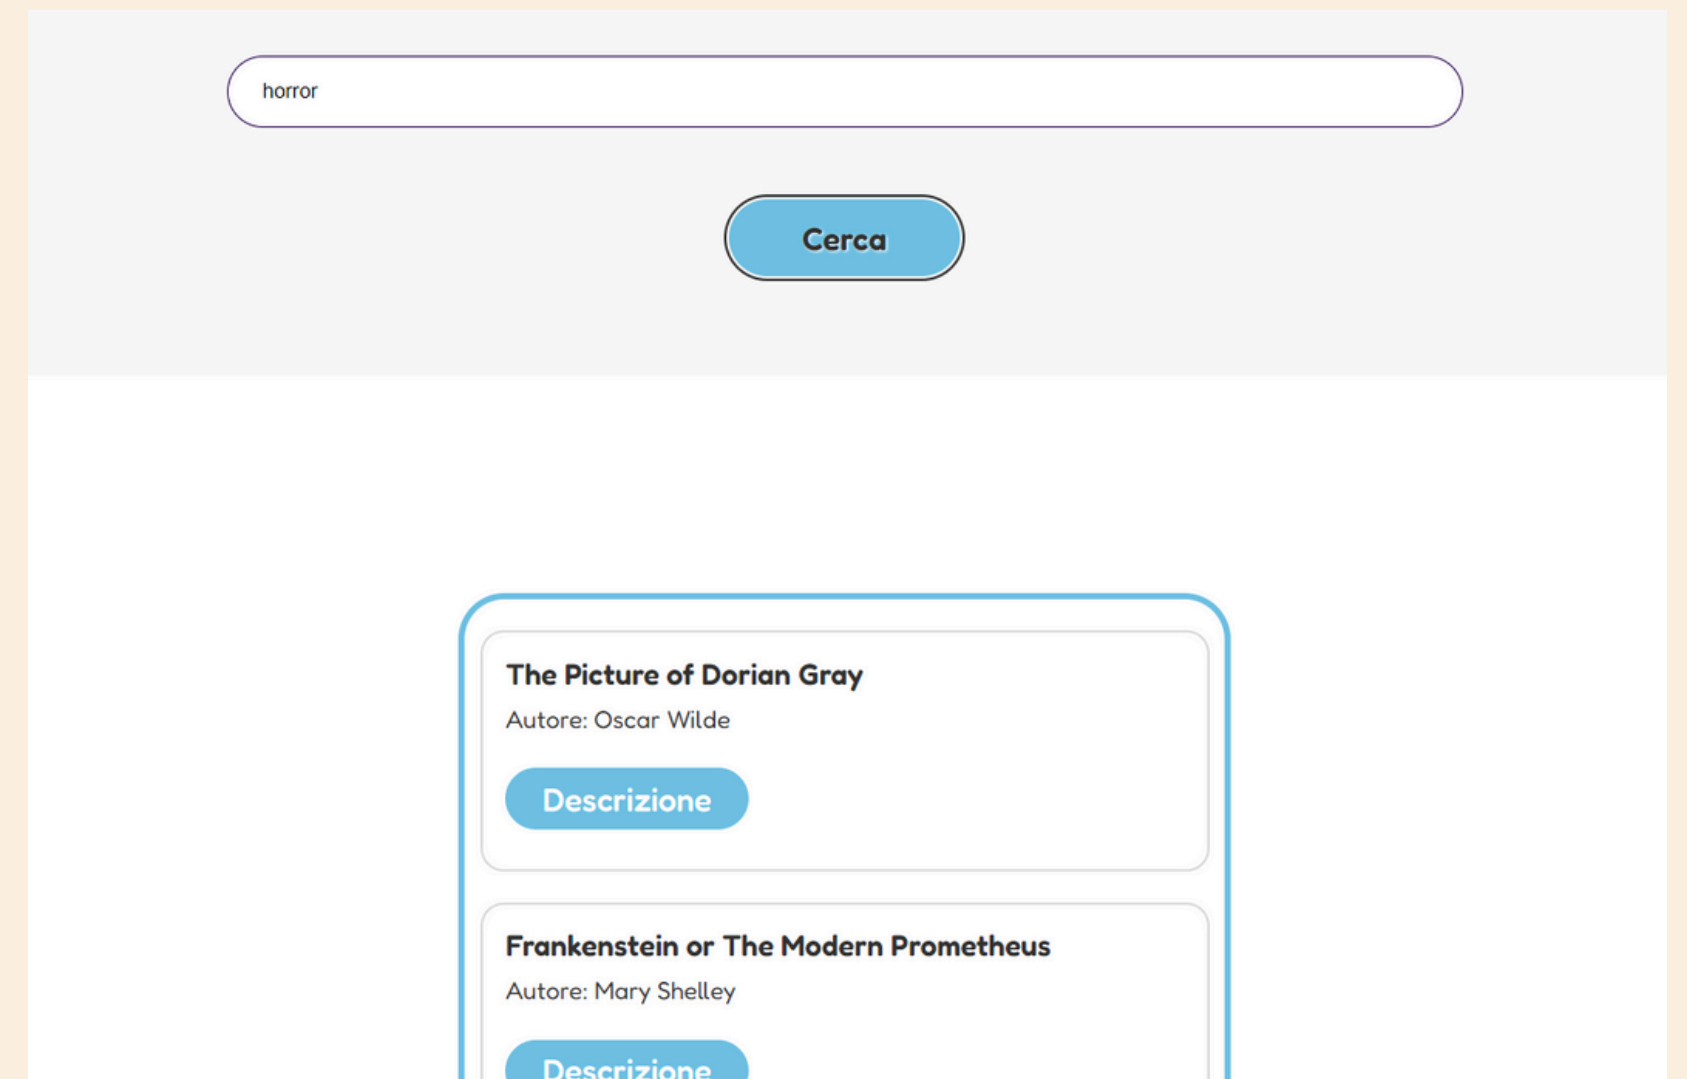 horror
Cerca
The Picture of Dorian Gray
Autore: Oscar Wilde
Descrizione
Frankenstein or The Modern Prometheus
Autore: Mary Shelley
Descrizione